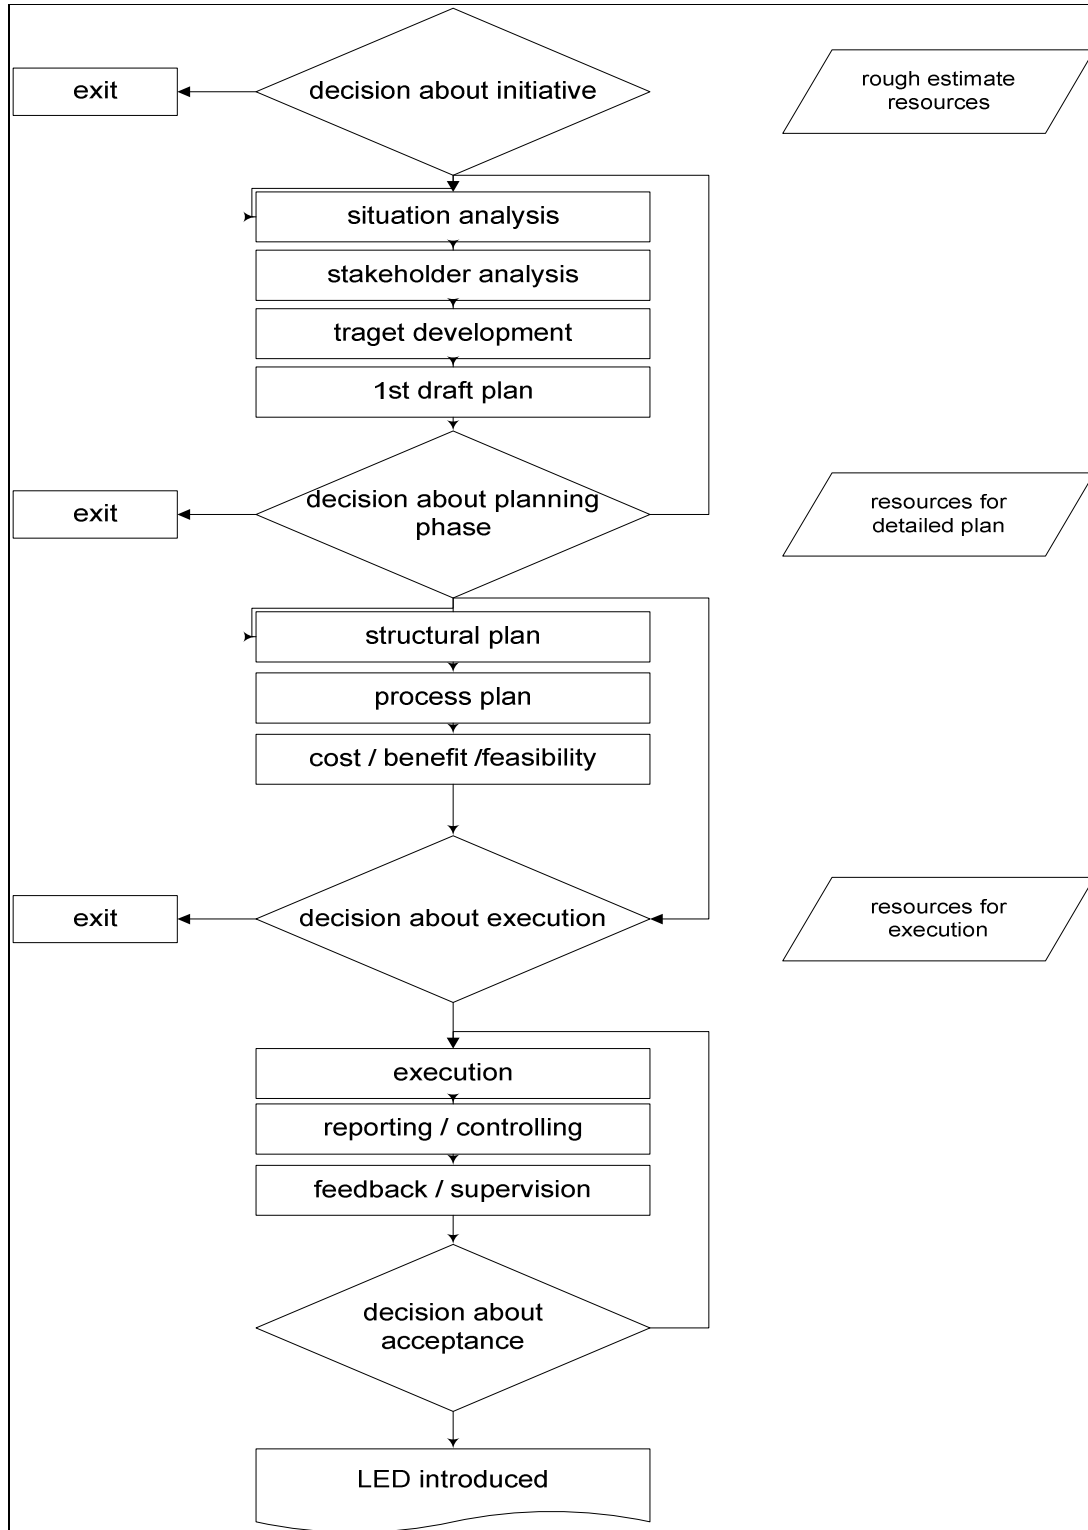 exit
decision about initiative
rough estimate
resources
situation analysis
stakeholder analysis
traget development
1st draft plan
exit
decision about planning
phase
resources for
detailed plan
structural plan
process plan
cost / benefit /feasibility
exit
decision about execution
resources for
execution
execution
reporting / controlling
feedback / supervision
decision about
acceptance
LED introduced